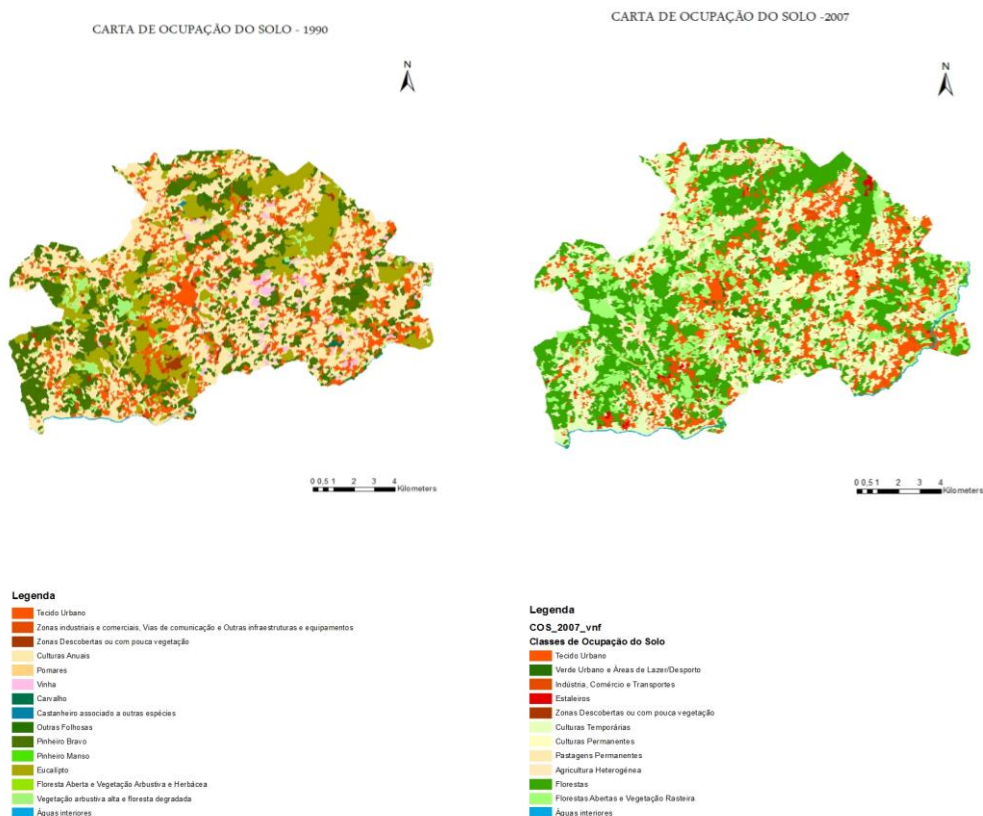 CARTA DE OCUPAÇÃO DO SOLO - 1990
N
0 0,5 1 2 3 4
Kilometers
Legenda
Tecido Urbano
Zonas industriais e comerciais, Vias de comunicação e Outras infraestruturas e equipamentos
Zonas Descobertas ou com pouca vegetação
Culturas Anuais
Pomares
Vinha
Carvalho
Castanheiro associado a outras espécies
Outras Folhosas
Pinheiro Bravo
Pinheiro Manso
Eucalipto
Floresta Aberta e Vegetação Arbustiva e Herbácea
Vegetação arbustiva alta e floresta degradada
Águas interiores
CARTA DE OCUPAÇÃO DO SOLO -2007
N
0 0,5 1 2 3 4
Kilometers
Legenda
COS_2007_vnf
Classes de Ocupação do Solo
Tecido Urbano
Verde Urbano e Áreas de Lazer/Desporto
Indústria, Comércio e Transportes
Estaleiros
Zonas Descobertas ou com pouca vegetação
Culturas Temporárias
Culturas Permanentes
Pastagens Permanentes
Agricultura Heterogénea
Florestas
Florestas Abertas e Vegetação Rasteira
Águas interiores